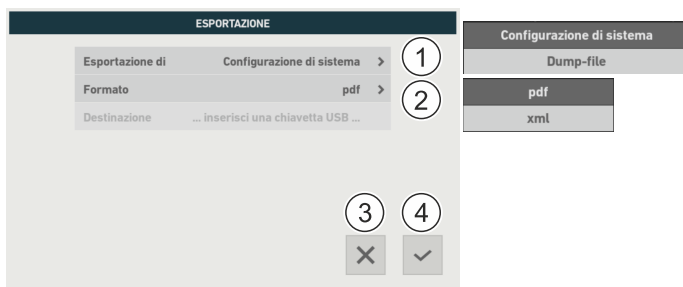 ESPORTAZIONE
Esportazione di Configurazione di sistema >
1
Formato pdf >
2
Destinazione ... inserisci una chiavetta USB ...
3
4
Configurazione di sistema
Dump-file
pdf
xml